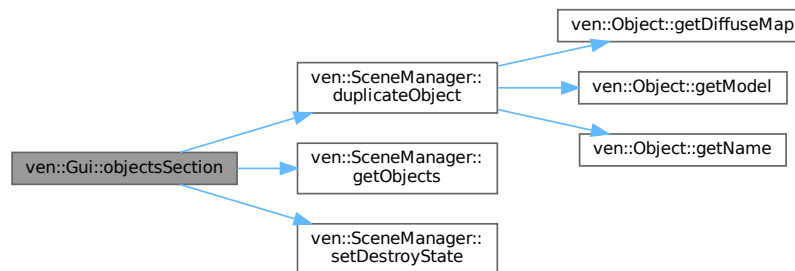 ven::Gui::objectsSection
ven::SceneManager::
duplicateObject
ven::SceneManager::
getObjects
ven::SceneManager::
setDestroyState
ven::Object::getDiffuseMap
ven::Object::getModel
ven::Object::getName